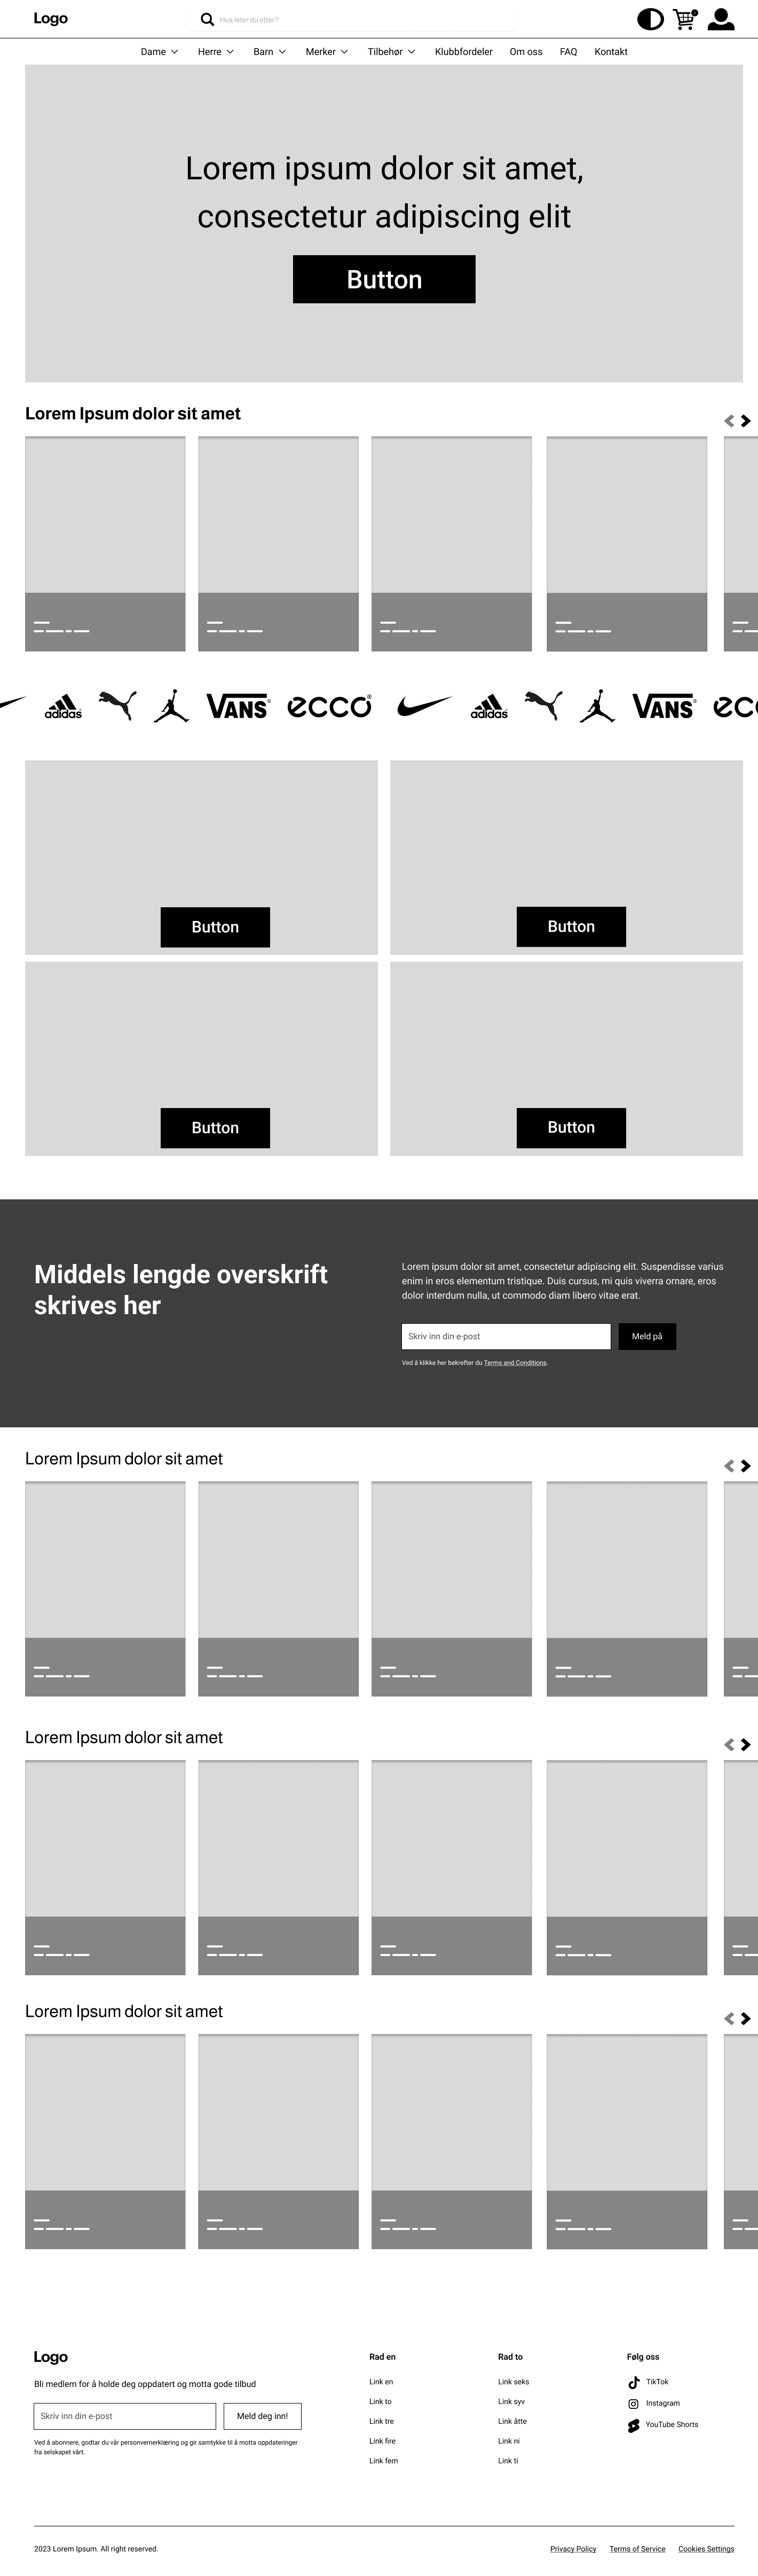 Logo
Hva leter du etter?
Dame Herre Barn Merker Tilbehør Klubbfordeler Om oss FAQ Kontakt
Lorem ipsum dolor sit amet,
consectetur adipiscing elit
Button
Lorem Ipsum dolor sit amet
adidas VANS ® ecco ® adidas VANS ® ecc
Button Button
Button Button
Middels lengde overskrift
skrives her
Lorem ipsum dolor sit amet, consectetur adipiscing elit. Suspendisse varius
enim in eros elementum tristique. Duis cursus, mi quis viverra ornare, eros
dolor interdum nulla, ut commodo diam libero vitae erat.
Skriv inn din e-post Meld på
Ved å klikke her bekrefter du Terms and Conditions.
Lorem Ipsum dolor sit amet
Lorem Ipsum dolor sit amet
Lorem Ipsum dolor sit amet
Logo
Bli medlem for å holde deg oppdatert og motta gode tilbud
Skriv inn din e-post Meld deg inn!
Ved å abonnere, godtar du vår personvernerklæring og gir samtykke til å motta oppdateringer
fra selskapet vårt.
Rad en
Link en
Link to
Link tre
Link fire
Link fem
Rad to
Link seks
Link syv
Link åtte
Link ni
Link ti
Følg oss
TikTok
Instagram
YouTube Shorts
2023 Lorem Ipsum. All right reserved.
Privacy Policy Terms of Service Cookies Settings